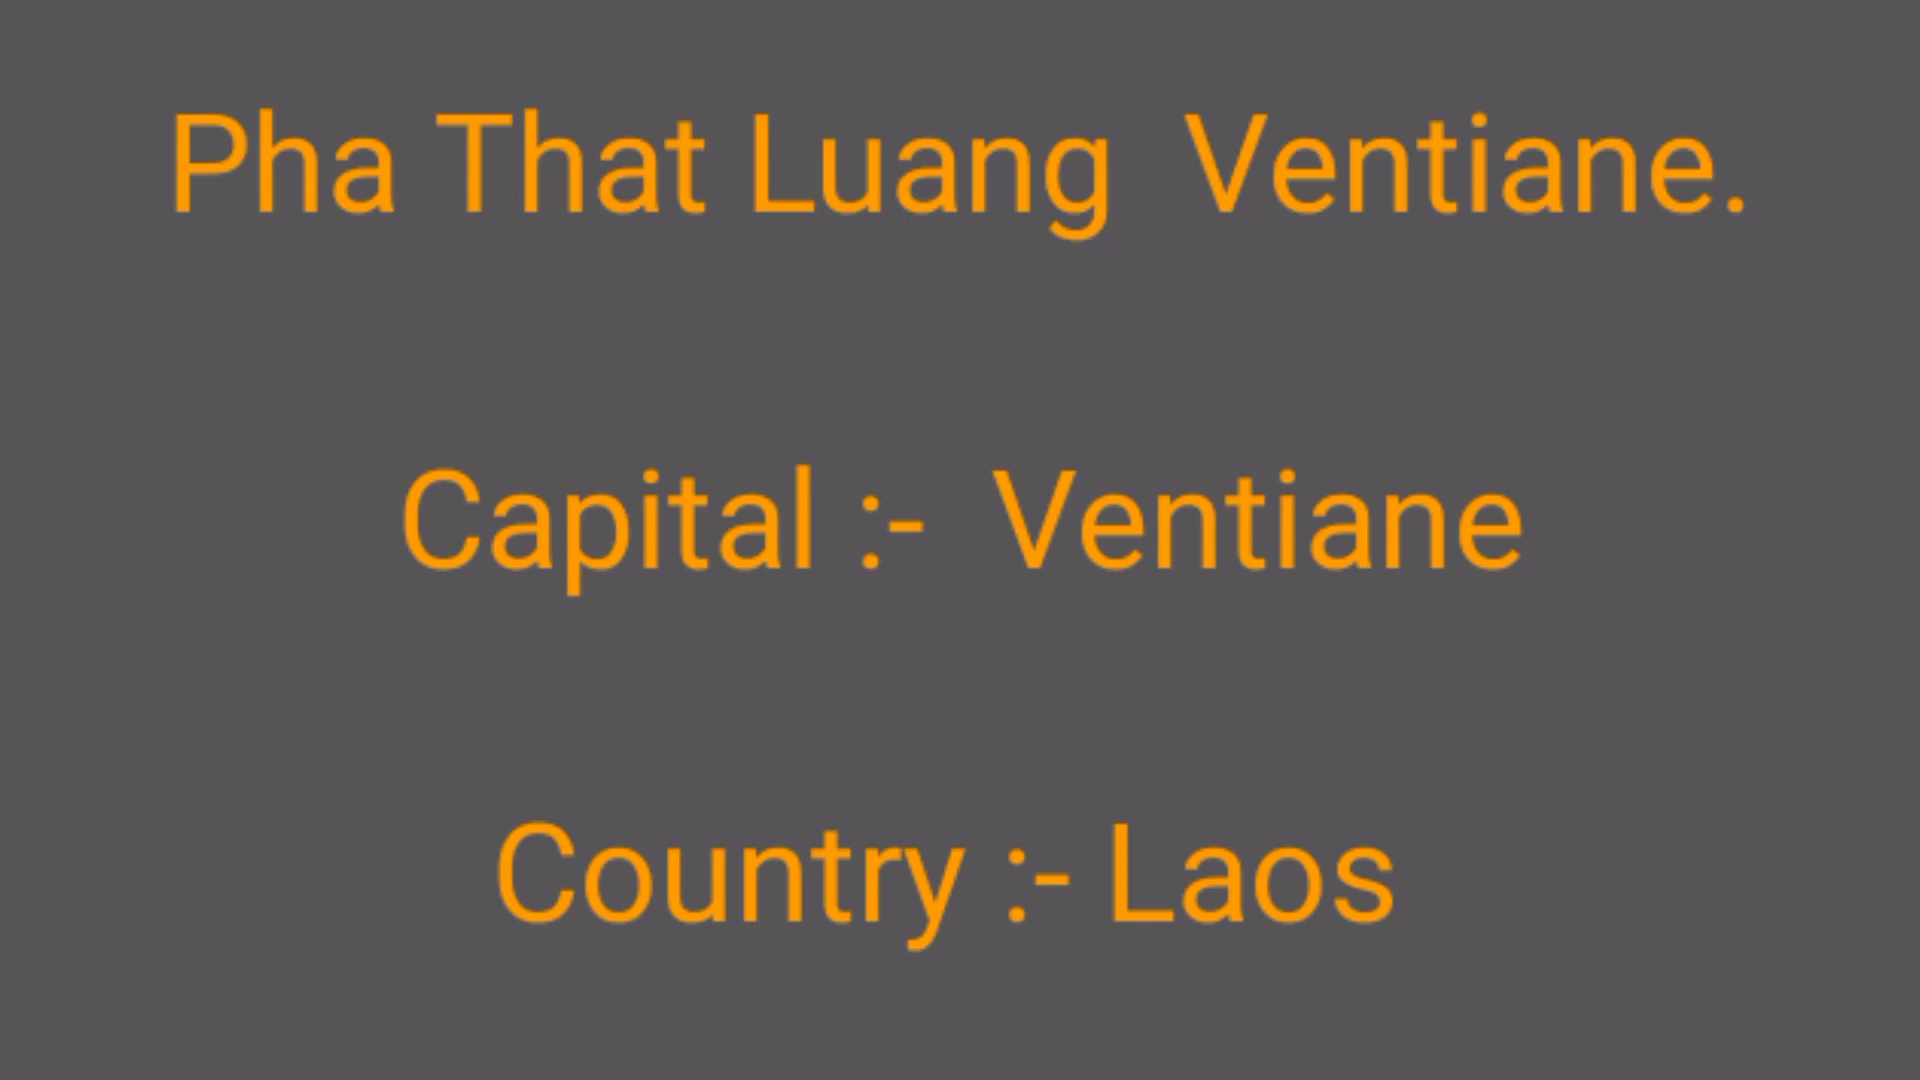 Pha That Luang  Ventiane.
Capital :-  Ventiane
Country :- Laos